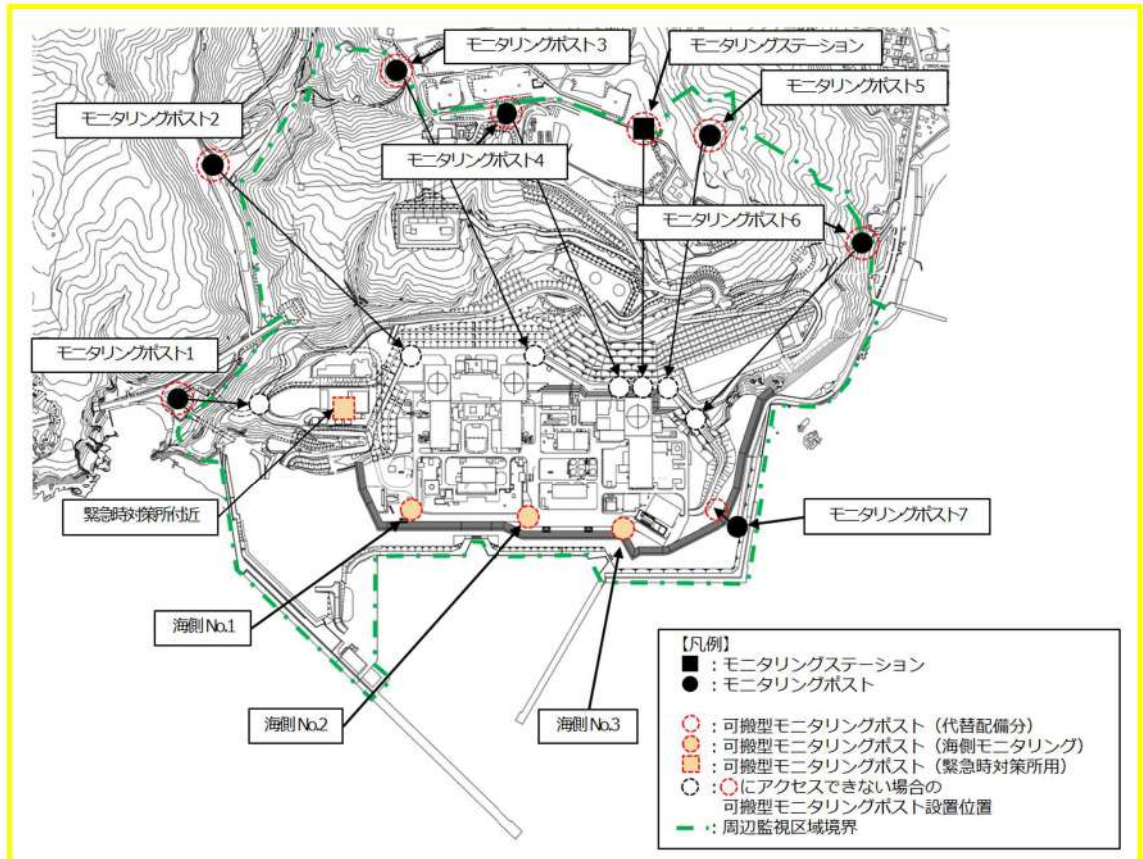 モニタリングポスト3
モニタリングステーション
モニタリングポスト5
モニタリングポスト2
モニタリングポスト4
モニタリングポスト6
モニタリングポスト1
緊急時対策所付近
モニタリングポスト7
海側No.1
海側No.2
海側No.3
【凡例】
:モニタリングステーション
:モニタリングポスト
:可搬型モニタリングポスト(代替配備分)
:可搬型モニタリングポスト(海側モニタリング)
:可搬型モニタリングポスト(緊急時対策所用)
:にアクセスできない場合の
可搬型モニタリングポスト設置位置
:周辺監視区域境界